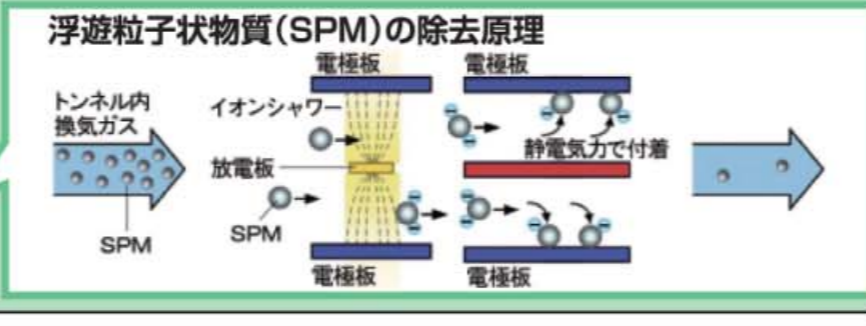 浮遊粒子状物質(SPM)の除去原理
電極板
電極板
トンネル内
換気ガス
イオンシャワー
放電板
静電気力で付着
SPM
SPM
電極板
電極板